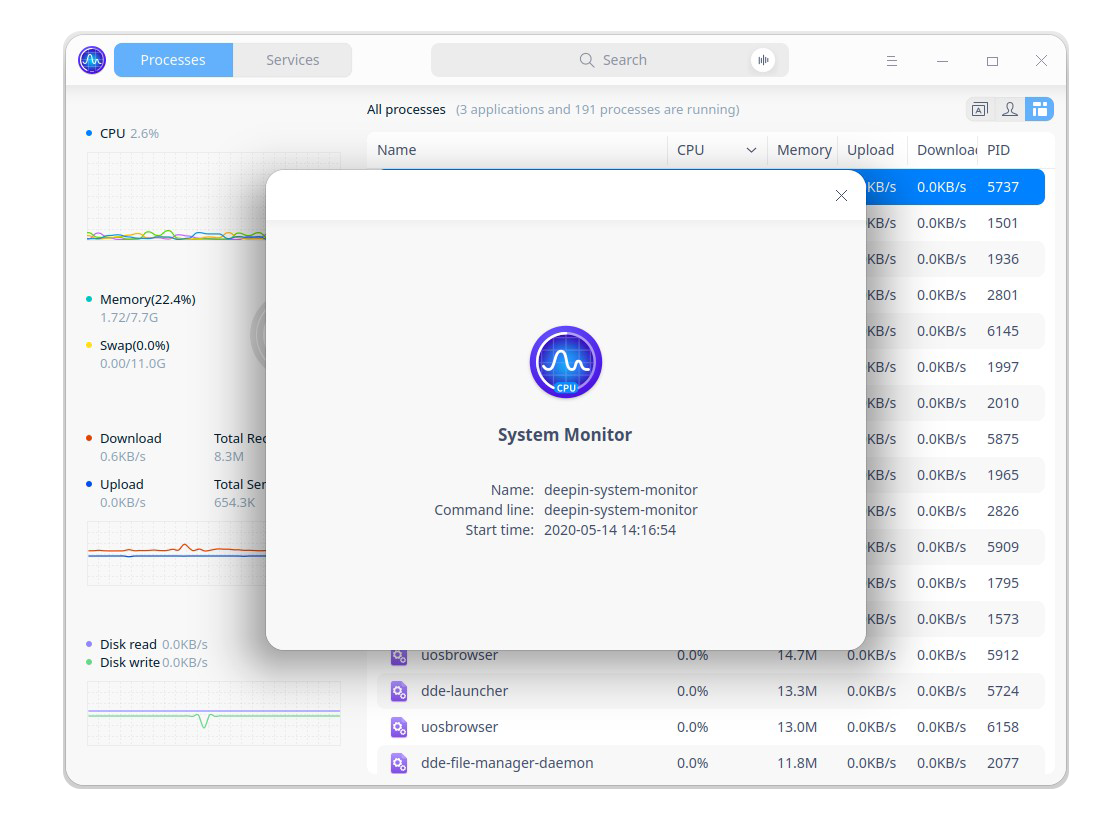 Processes
Services
Search
All processes (3 applications and 191 processes are running)
CPU 2.6%
Memory(22.4%)
1.72/7.7G
Swap(0.0%)
0.00/11.0G
Download
0.6KB/s
Total Rec
8.3M
Upload
0.0KB/s
Total Ser
654.3K
Disk read 0.0KB/s
Disk write 0.0KB/s
Name CPU Memory Upload Download PID
KB/s 0.0KB/s 5737
KB/s 0.0KB/s 1501
KB/s 0.0KB/s 1936
KB/s 0.0KB/s 2801
KB/s 0.0KB/s 6145
KB/s 0.0KB/s 1997
KB/s 0.0KB/s 2010
KB/s 0.0KB/s 5875
KB/s 0.0KB/s 1965
KB/s 0.0KB/s 2826
KB/s 0.0KB/s 5909
KB/s 0.0KB/s 1795
KB/s 0.0KB/s 1573
uosbrowser 0.0% 14.7M 0.0KB/s 0.0KB/s 5912
dde-launcher 0.0% 13.3M 0.0KB/s 0.0KB/s 5724
uosbrowser 0.0% 13.0M 0.0KB/s 0.0KB/s 6158
dde-file-manager-daemon 0.0% 11.8M 0.0KB/s 0.0KB/s 2077
CPU
System Monitor
Name: deepin-system-monitor
Command line: deepin-system-monitor
Start time: 2020-05-14 14:16:54